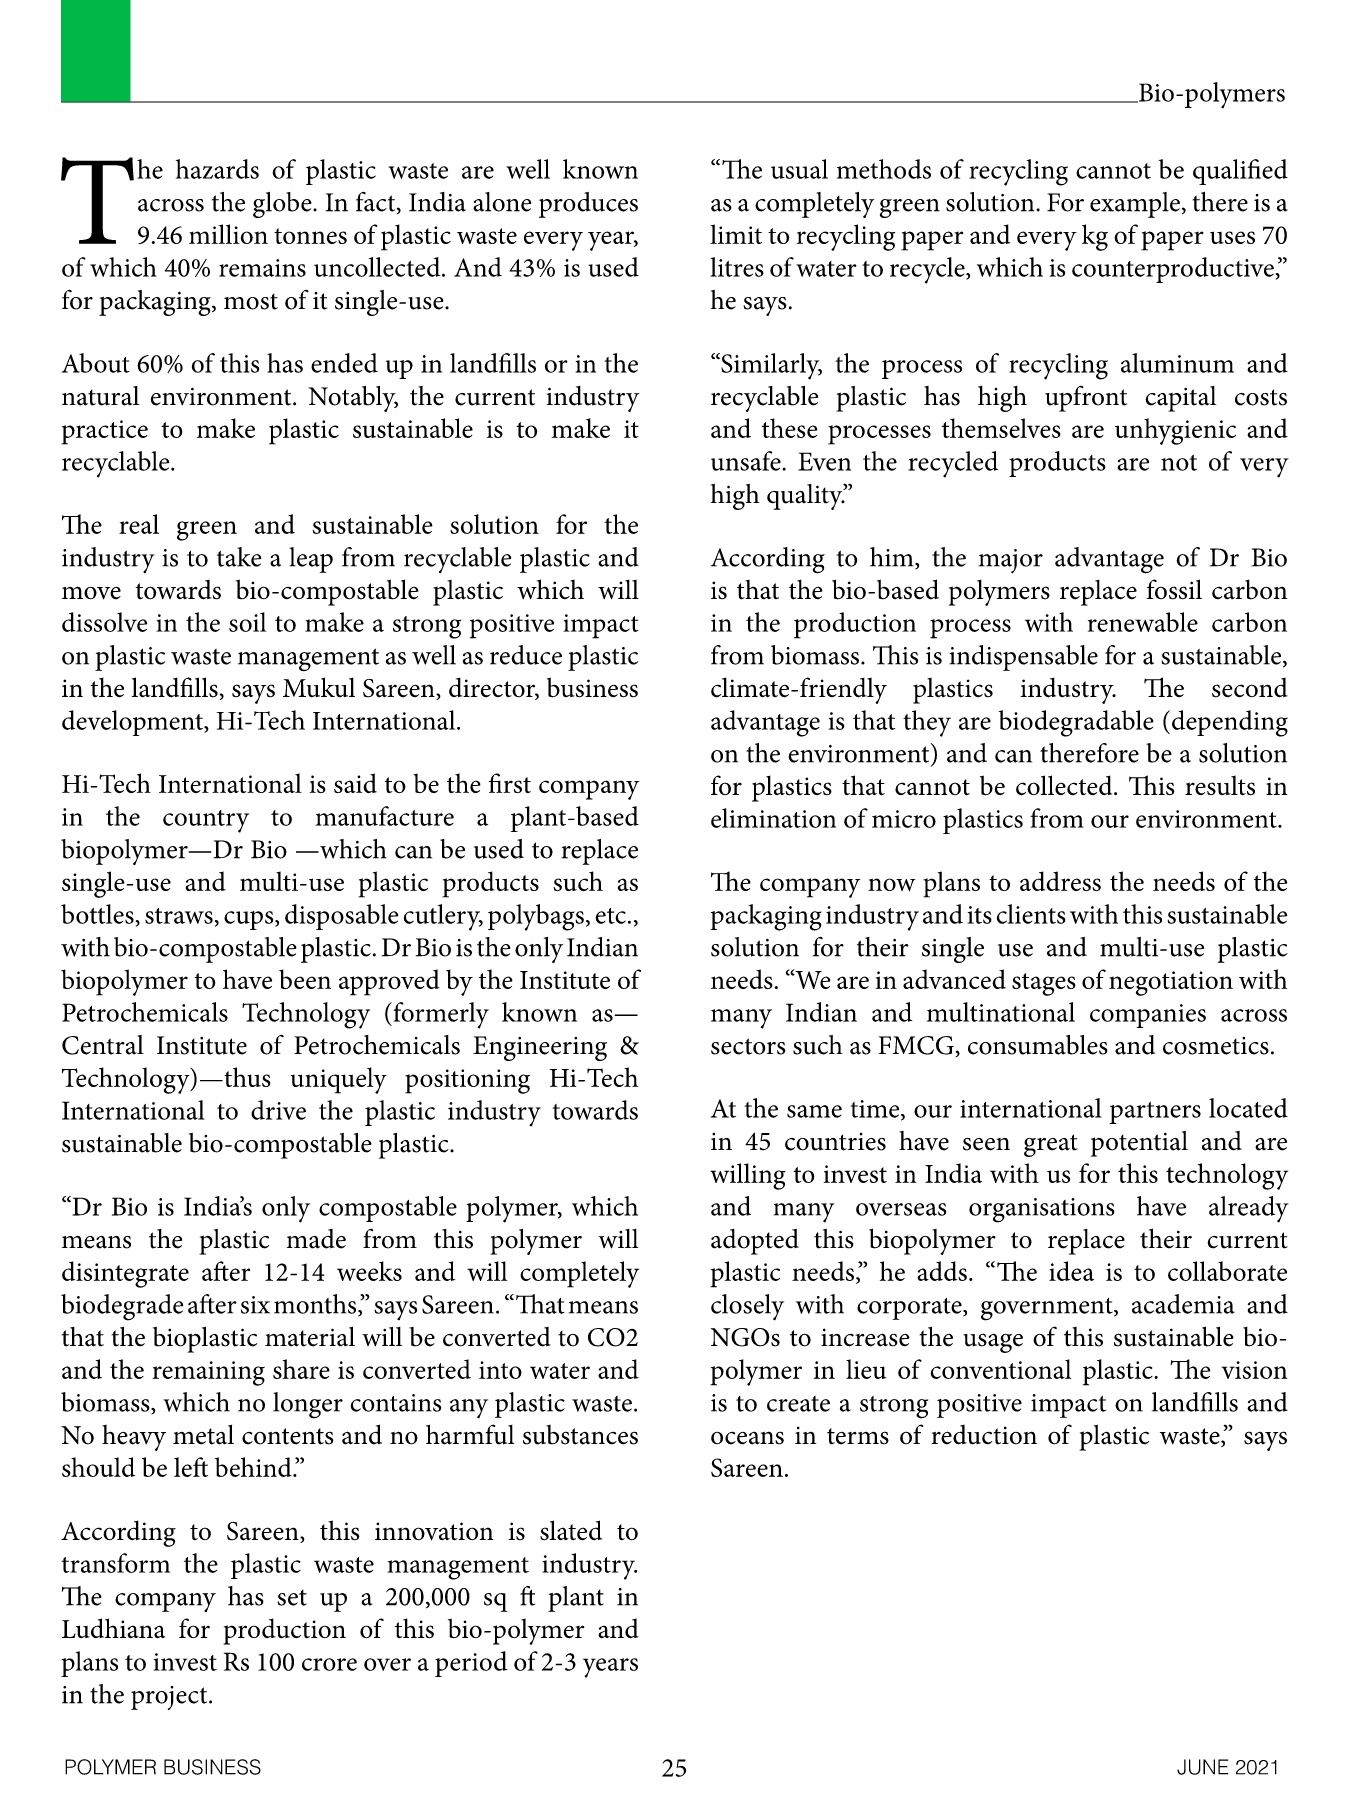 Bio-polymers
The hazards of plastic waste are well known
across the globe. In fact, India alone produces
9.46 million tonnes of plastic waste every year,
of which 40% remains uncollected. And 43% is used
for packaging, most of it single-use.
About 60% of this has ended up in landfills or in the
natural environment. Notably, the current industry
practice to make plastic sustainable is to make it
recyclable.
The real green and sustainable solution for the
industry is to take a leap from recyclable plastic and
move towards bio-compostable plastic which will
dissolve in the soil to make a strong positive impact
on plastic waste management as well as reduce plastic
in the landfills, says Mukul Sareen, director, business
development, Hi-Tech International.
Hi-Tech International is said to be the first company
in the country to manufacture a plant-based
biopolymer—Dr Bio —which can be used to replace
single-use and multi-use plastic products such as
bottles, straws, cups, disposable cutlery, polybags, etc.,
with bio-compostable plastic. Dr Bio is the only Indian
biopolymer to have been approved by the Institute of
Petrochemicals Technology (formerly known as—
Central Institute of Petrochemicals Engineering &
Technology)—thus uniquely positioning Hi-Tech
International to drive the plastic industry towards
sustainable bio-compostable plastic.
“Dr Bio is India’s only compostable polymer, which
means the plastic made from this polymer will
disintegrate after 12-14 weeks and will completely
biodegrade after six months,” says Sareen. “That means
that the bioplastic material will be converted to CO2
and the remaining share is converted into water and
biomass, which no longer contains any plastic waste.
No heavy metal contents and no harmful substances
should be left behind.”
According to Sareen, this innovation is slated to
transform the plastic waste management industry.
The company has set up a 200,000 sq ft plant in
Ludhiana for production of this bio-polymer and
plans to invest Rs 100 crore over a period of 2-3 years
in the project.
“The usual methods of recycling cannot be qualified
as a completely green solution. For example, there is a
limit to recycling paper and every kg of paper uses 70
litres of water to recycle, which is counterproductive,”
he says.
“Similarly, the process of recycling aluminum and
recyclable plastic has high upfront capital costs
and these processes themselves are unhygienic and
unsafe. Even the recycled products are not of very
high quality.”
According to him, the major advantage of Dr Bio
is that the bio-based polymers replace fossil carbon
in the production process with renewable carbon
from biomass. This is indispensable for a sustainable,
climate-friendly plastics industry. The second
advantage is that they are biodegradable (depending
on the environment) and can therefore be a solution
for plastics that cannot be collected. This results in
elimination of micro plastics from our environment.
The company now plans to address the needs of the
packaging industry and its clients with this sustainable
solution for their single use and multi-use plastic
needs. “We are in advanced stages of negotiation with
many Indian and multinational companies across
sectors such as FMCG, consumables and cosmetics.
At the same time, our international partners located
in 45 countries have seen great potential and are
willing to invest in India with us for this technology
and many overseas organisations have already
adopted this biopolymer to replace their current
plastic needs,” he adds. “The idea is to collaborate
closely with corporate, government, academia and
NGOs to increase the usage of this sustainable bio-
polymer in lieu of conventional plastic. The vision
is to create a strong positive impact on landfills and
oceans in terms of reduction of plastic waste,” says
Sareen.
POLYMER BUSINESS
25
JUNE 2021